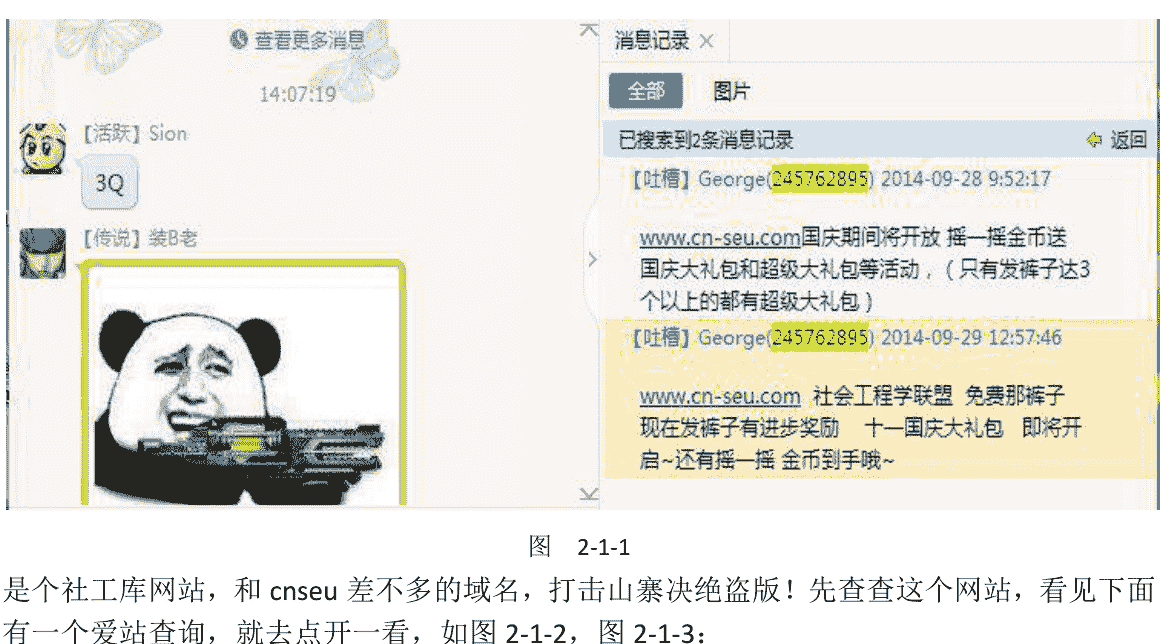 查看更多消息
14:07:19
【活跃】Sion
3Q
【传说】装B老
消息记录
全部 图片
已搜索到2条消息记录 返回
【吐槽】George(245762895) 2014-09-28 9:52:17
www.cn-seu.com国庆期间将开放 摇一摇金币送
国庆大礼包和超级大礼包等活动，（只有发裤子达3
个以上的都有超级大礼包）
【吐槽】George(245762895) 2014-09-29 12:57:46
www.cn-seu.com 社会工程学联盟 免费那裤子
现在发裤子有进步奖励 十一国庆大礼包 即将开
启~还有摇一摇 金币到手哦~
图 2-1-1
是个社工库网站，和 cnseu 差不多的域名，打击山寨决绝盗版！先查查这个网站，看见下面
有一个爱站查询，就去点开一看，如图 2-1-2，图 2-1-3：